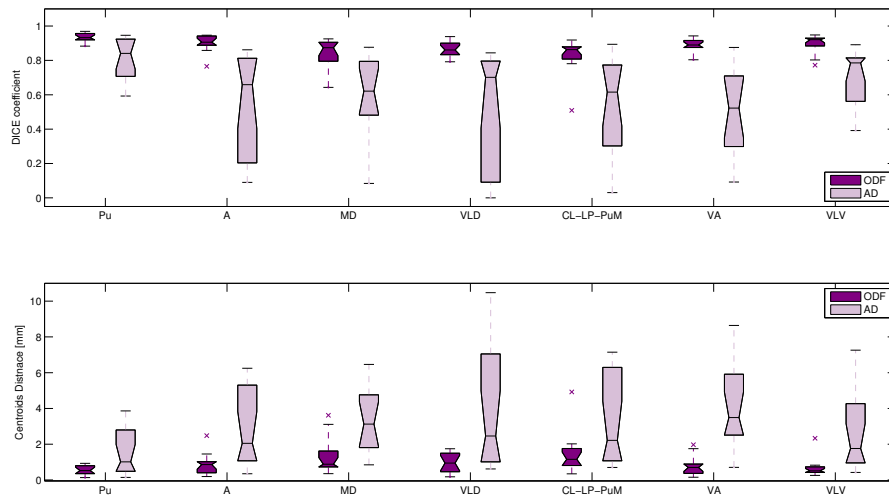 1
0.8
0.6
0.4
0.2
0
DICE coefficient
ODF
AD
Pu A MD VLD CL−LP−PuM VA VLV
10
8
6
4
2
0
Centroids Distnace [mm]
ODF
AD
Pu A MD VLD CL−LP−PuM VA VLV